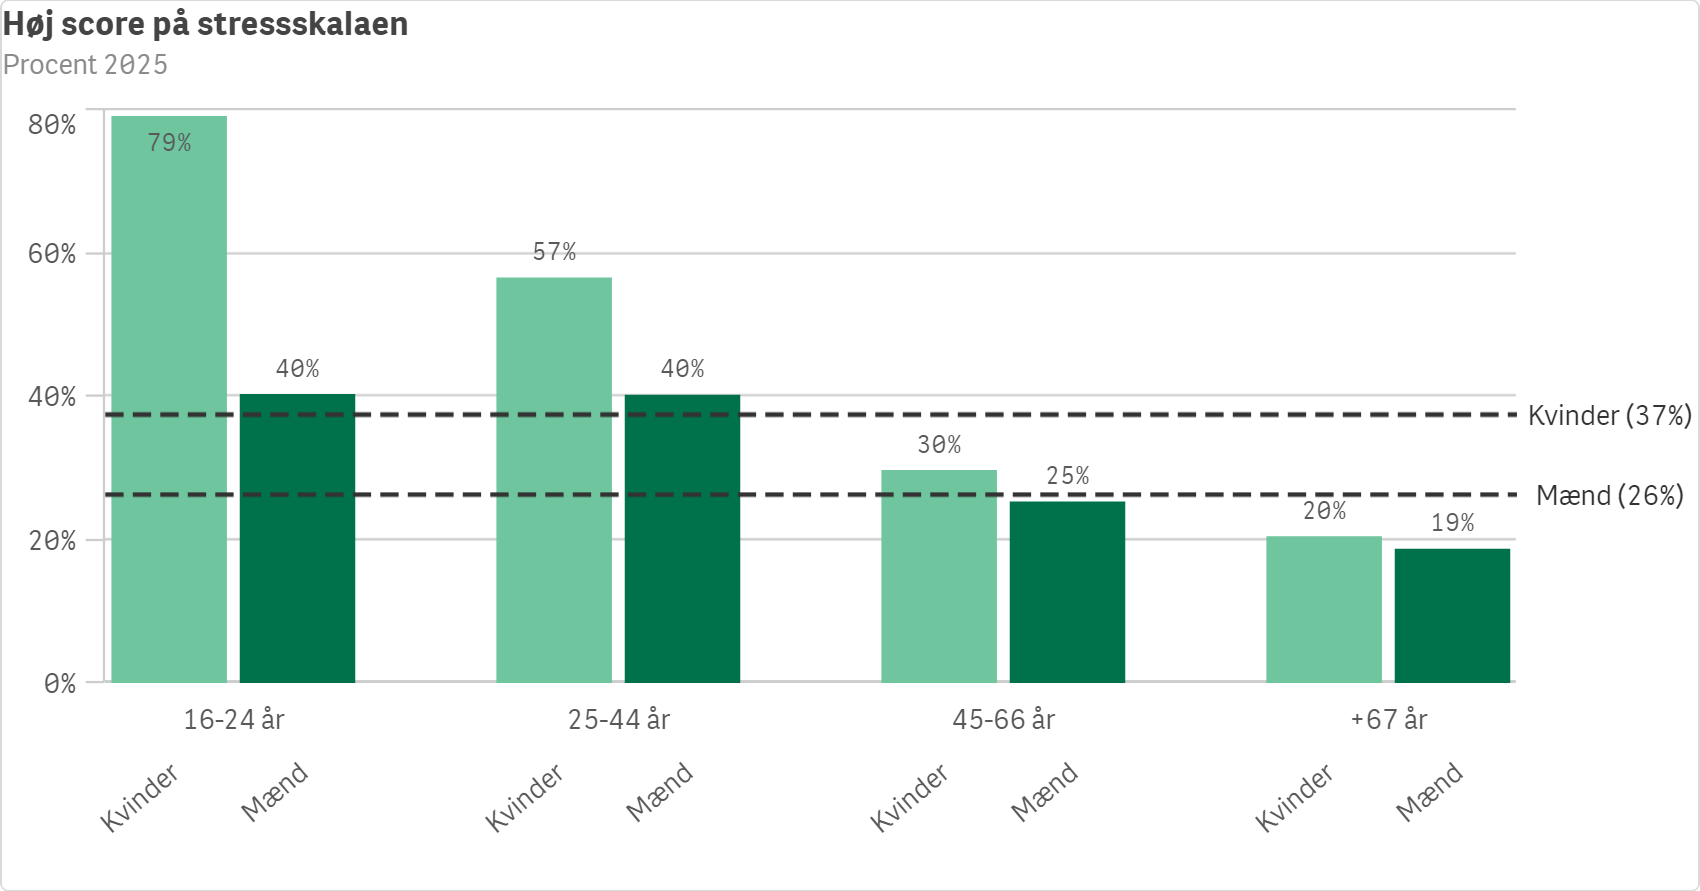 Høj score på stressskalaen
Procent 2025
80%
60%
40%
20%
0%
79%
40%
57%
40%
30%
25%
20%
19%
Kvinder (37%)
Mænd (26%)
16-24 år
25-44 år
45-66 år
+67 år
Kvinder
Mænd
Kvinder
Mænd
Kvinder
Mænd
Kvinder
Mænd